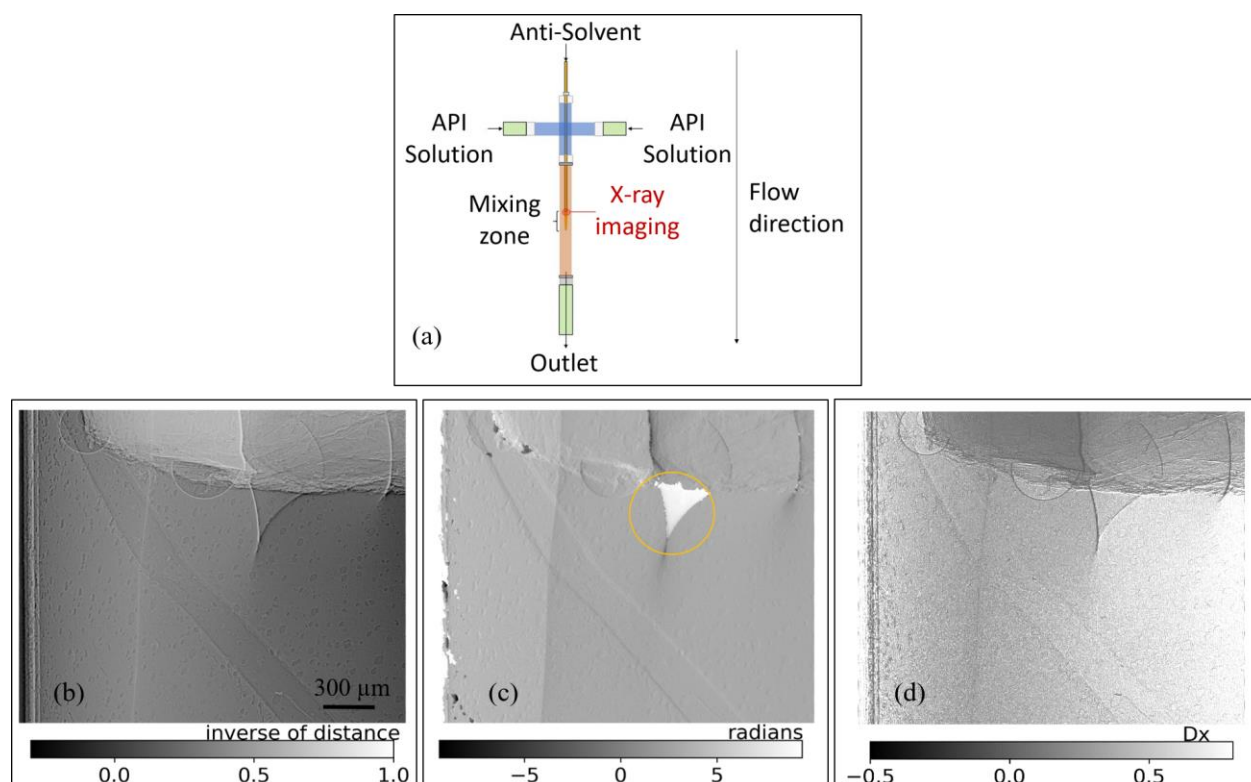 Anti-Solvent
API
Solution
API
Solution
Mixing
zone
X-ray
imaging
Flow
direction
(a)
Outlet
(b)
300 µm
inverse of distance
0.0 0.5 1.0
(c)
radians
−5 0 5
(d)
Dx
−0.5 0.0 0.5